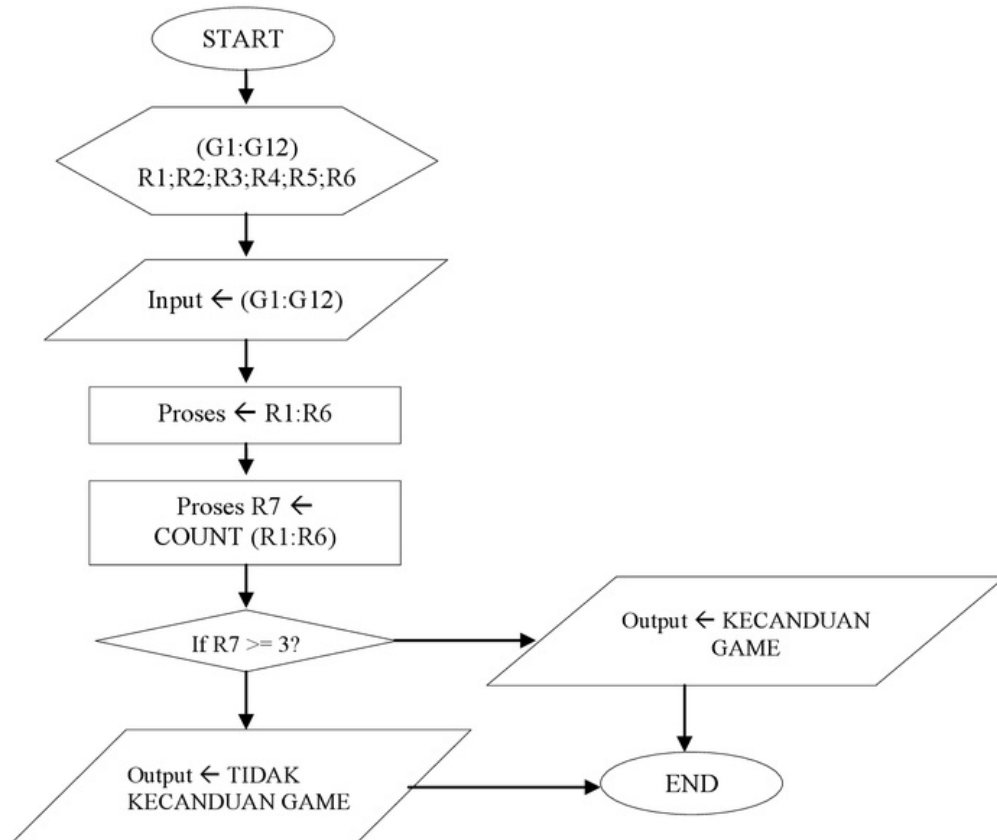 START
(G1:G12)
R1;R2;R3;R4;R5;R6
Input ← (G1:G12)
Proses ← R1:R6
Proses R7 ←
COUNT (R1:R6)
If R7 >= 3?
Output ← KECANDUAN
GAME
Output ← TIDAK
KECANDUAN GAME
END